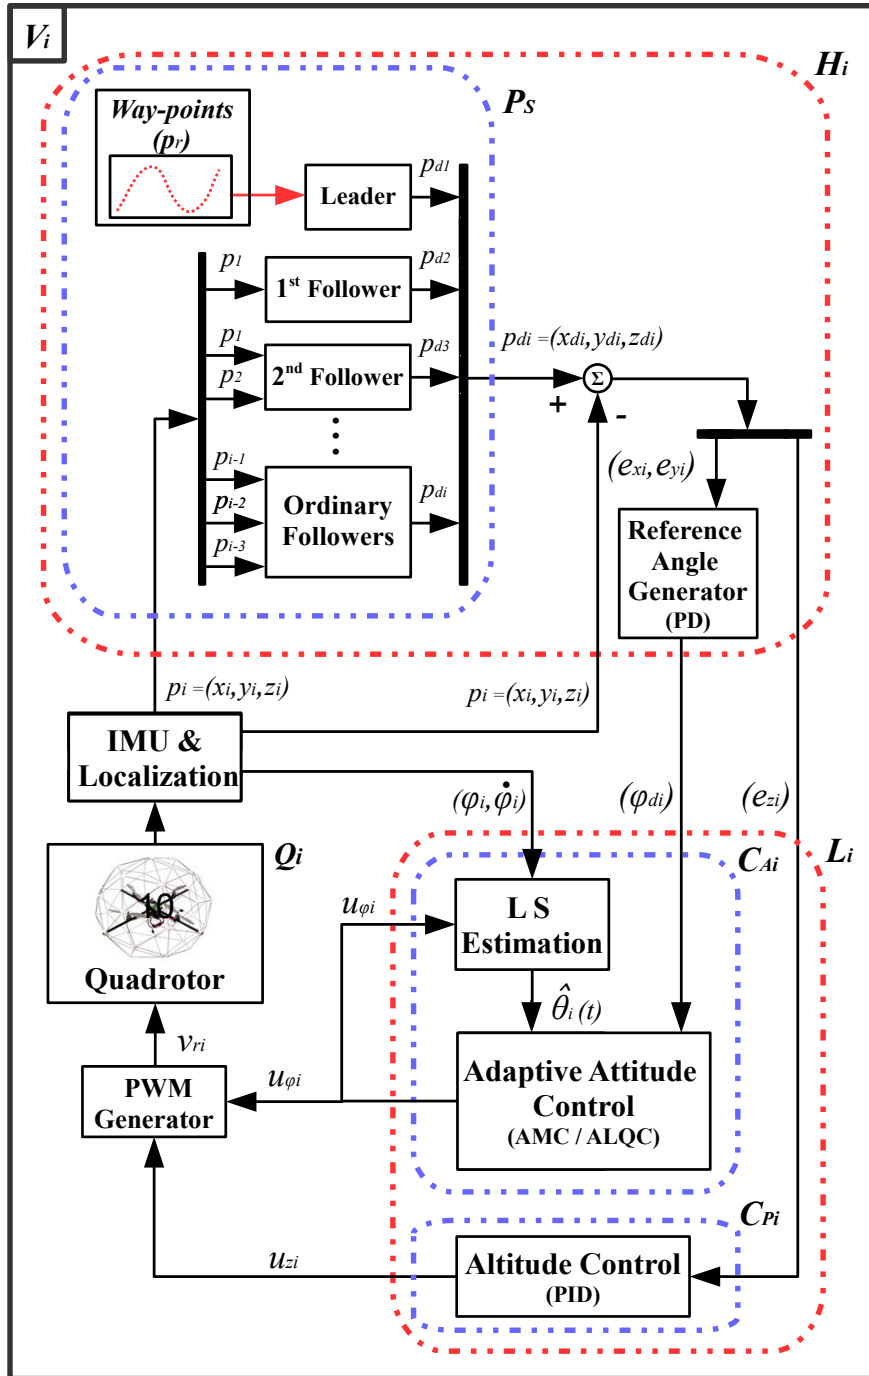 Vi
Hi
PS
Way-points
(pr)
Leader
pd1
p1
1st Follower
pd2
p1
p2
2nd Follower
pd3
pdi =(xdi,ydi,zdi)
Σ
+
-
pi-1
pi-2
pi-3
Ordinary
Followers
pdi
(exi,eyi)
Reference
Angle
Generator
(PD)
pi =(xi,yi,zi)
pi =(xi,yi,zi)
IMU &
Localization
(φi,φ̇i)
(φdi)
(ezi)
Qi
10
Quadrotor
CAi
Li
uφi
L S
Estimation
θ̂i (t)
vri
PWM
Generator
uφi
Adaptive Attitude
Control
(AMC / ALQC)
CPi
uzi
Altitude Control
(PID)